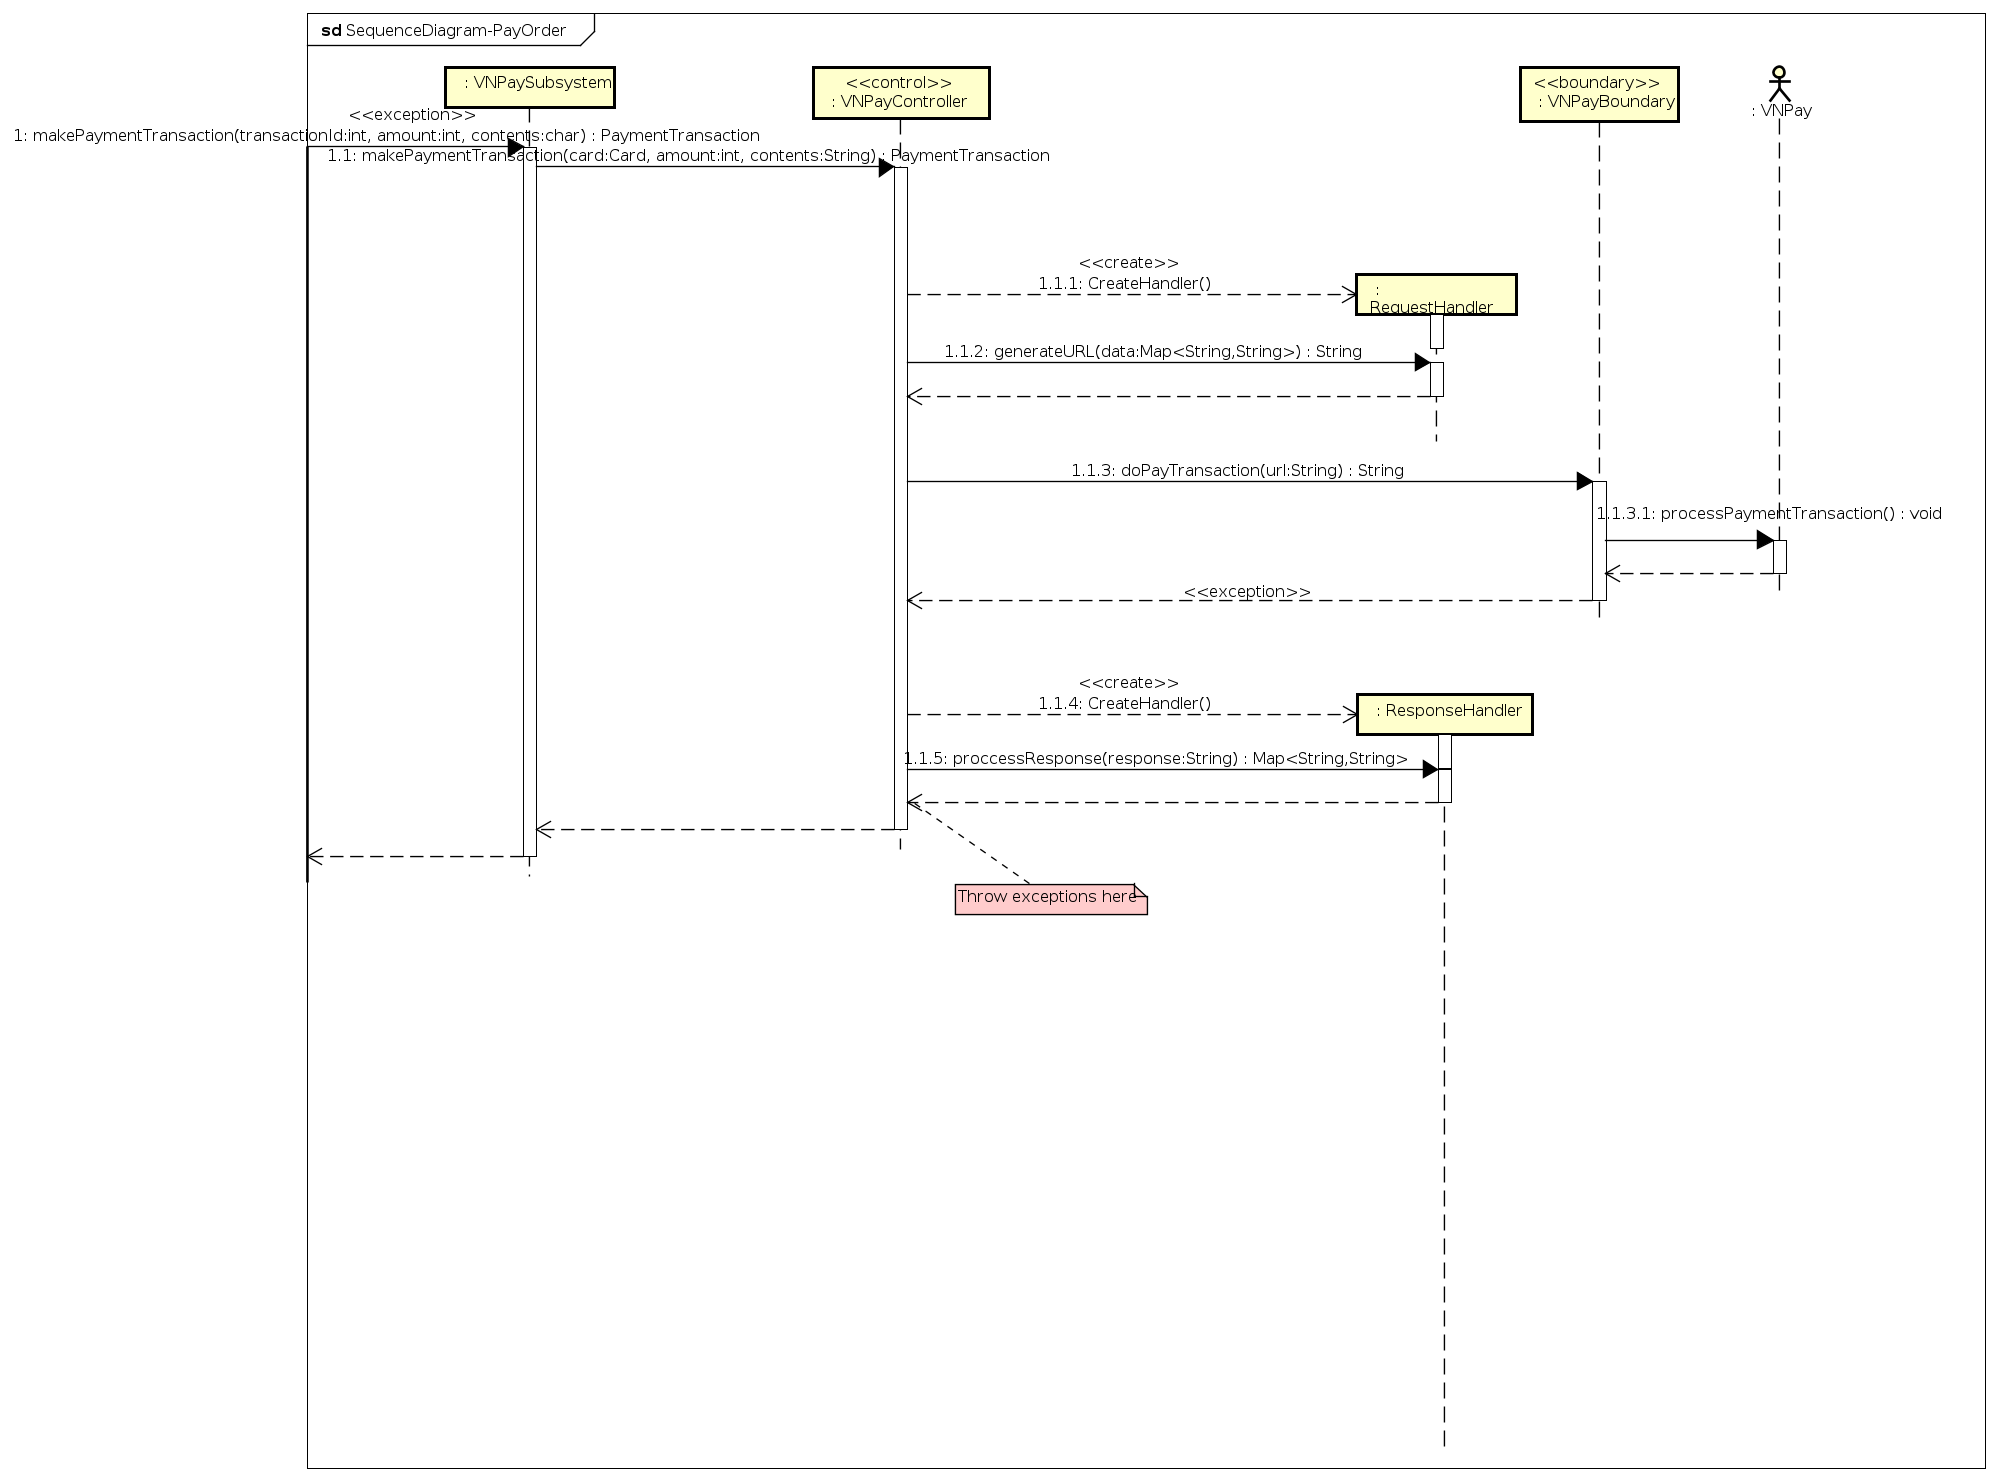 sd SequenceDiagram-PayOrder
: VNPaySubsystem
<<control>>
: VNPayController
<<boundary>>
: VNPayBoundary
: VNPay
<<exception>>
1: makePaymentTransaction(transactionId:int, amount:int, contents:char) : PaymentTransaction
1.1: makePaymentTransaction(card:Card, amount:int, contents:String) : PaymentTransaction
<<create>>
1.1.1: CreateHandler()
:
RequestHandler
1.1.2: generateURL(data:Map<String,String>) : String
1.1.3: doPayTransaction(url:String) : String
1.1.3.1: processPaymentTransaction() : void
<<exception>>
<<create>>
1.1.4: CreateHandler()
: ResponseHandler
1.1.5: proccessResponse(response:String) : Map<String,String>
Throw exceptions here